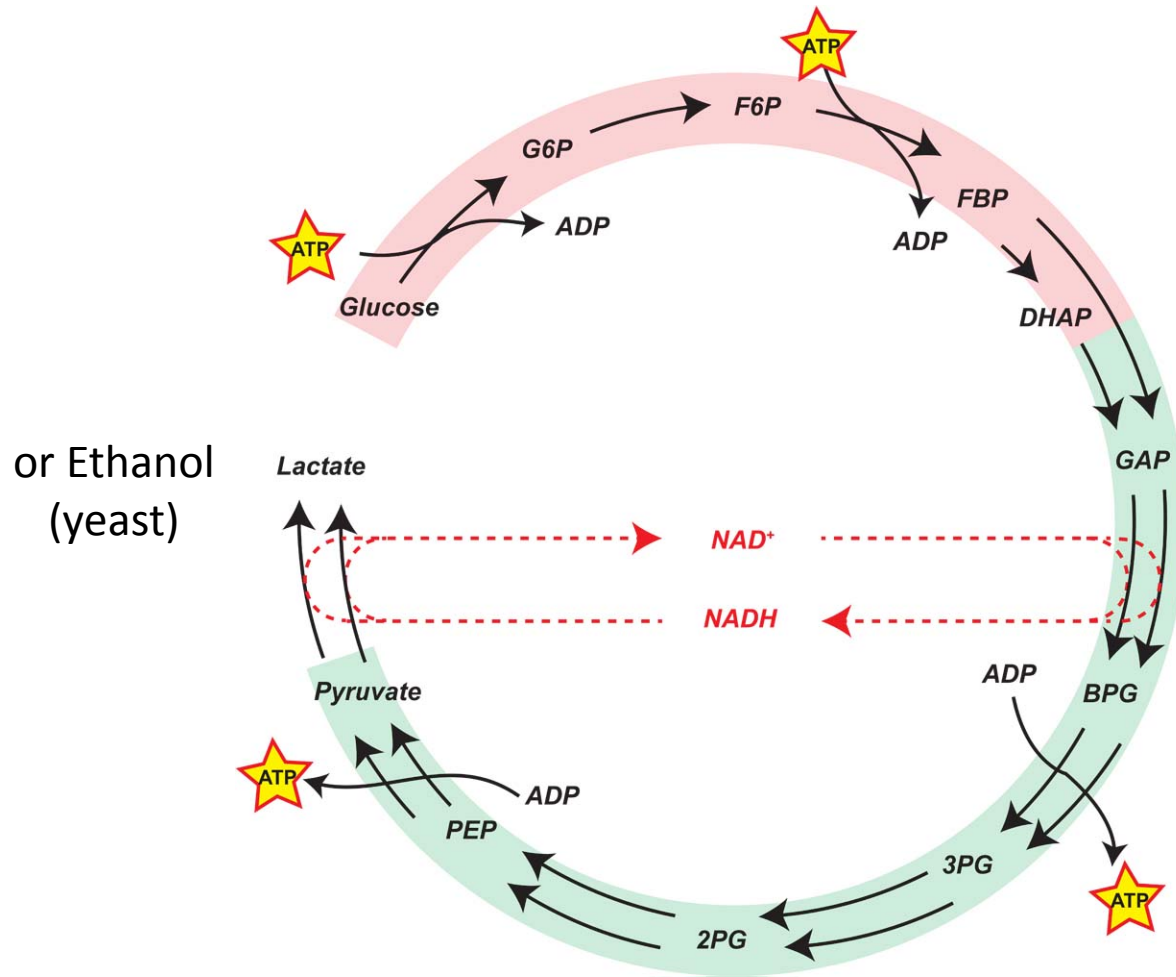 ATP
F6P
G6P
FBP
ADP
ADP
ATP
Glucose
DHAP
or Ethanol
(yeast)
Lactate
GAP
NAD⁺
NADH
ADP
Pyruvate
BPG
ATP
ADP
PEP
3PG
ATP
2PG